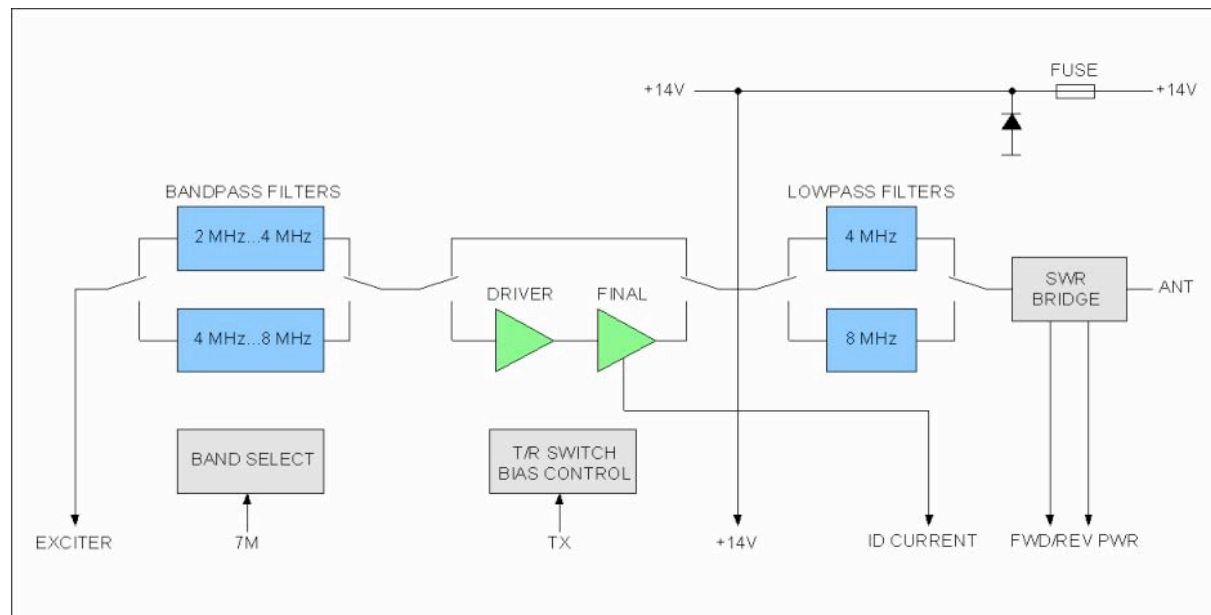 FUSE
+14V
+14V
BANDPASS FILTERS
LOWPASS FILTERS
2 MHz...4 MHz
4 MHz
DRIVER
FINAL
SWR
BRIDGE
ANT
4 MHz...8 MHz
8 MHz
BAND SELECT
T/R SWITCH
BIAS CONTROL
EXCITER
7M
TX
+14V
ID CURRENT
FWD/REV PWR